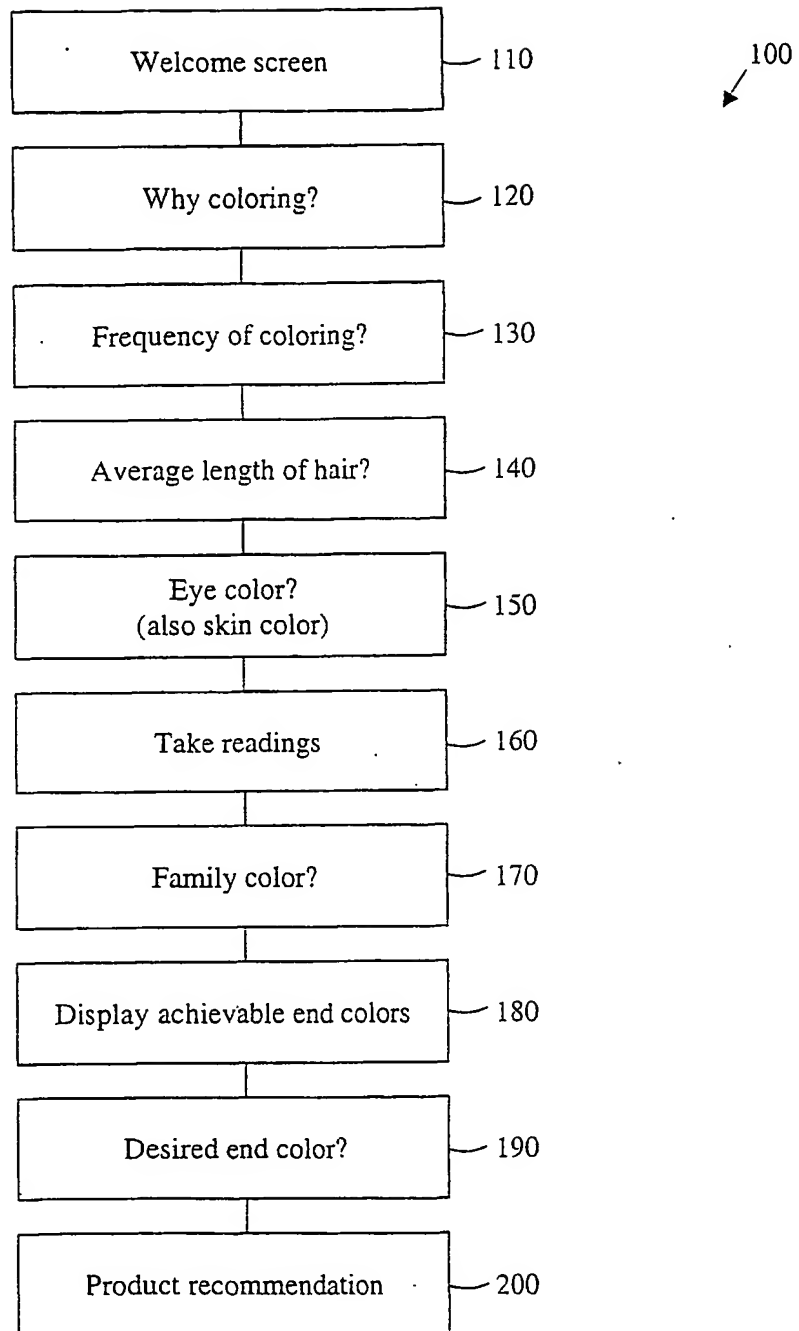 100
Welcome screen 110
Why coloring? 120
Frequency of coloring? 130
Average length of hair? 140
Eye color?
(also skin color) 150
Take readings 160
Family color? 170
Display achievable end colors 180
Desired end color? 190
Product recommendation 200